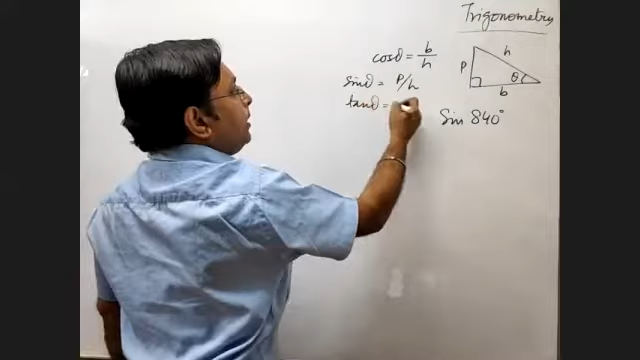 Trigonometry
cosθ = b/h
sinθ = P/h
tanθ =
h
P
θ
b
Sin 840°